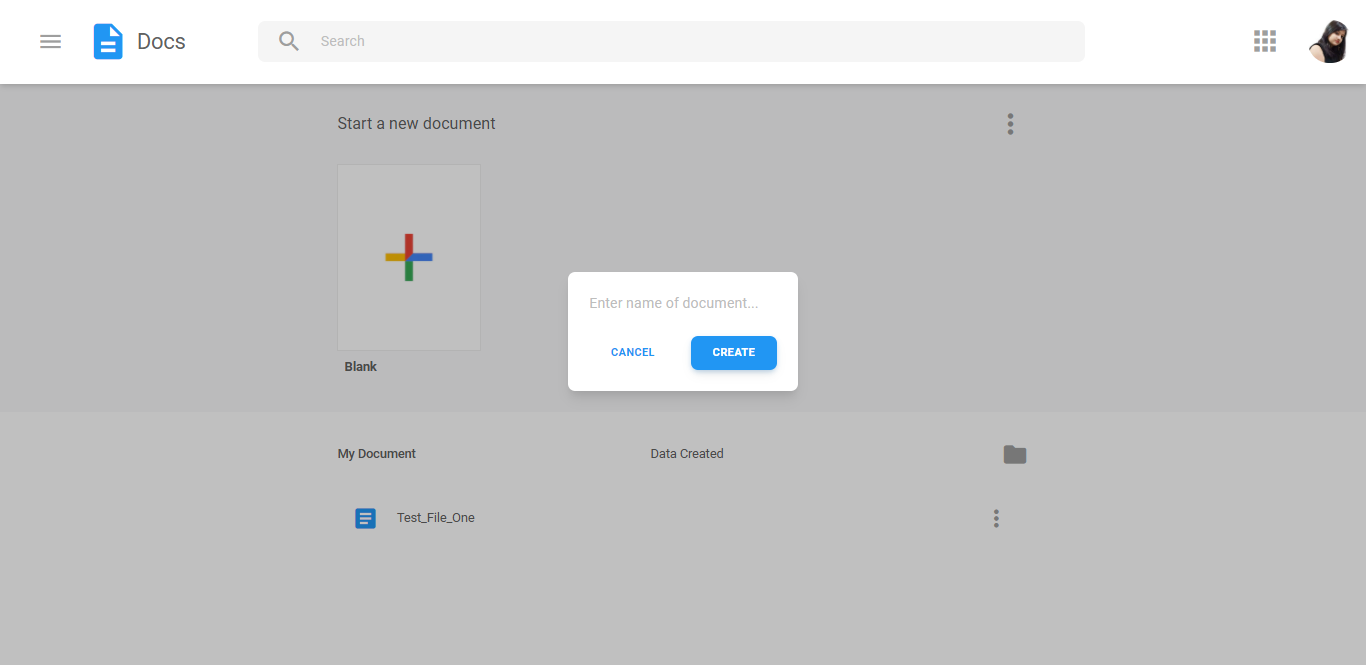 Docs
Search
Start a new document
Blank
Enter name of document...
CANCEL
CREATE
My Document
Data Created
Test_File_One